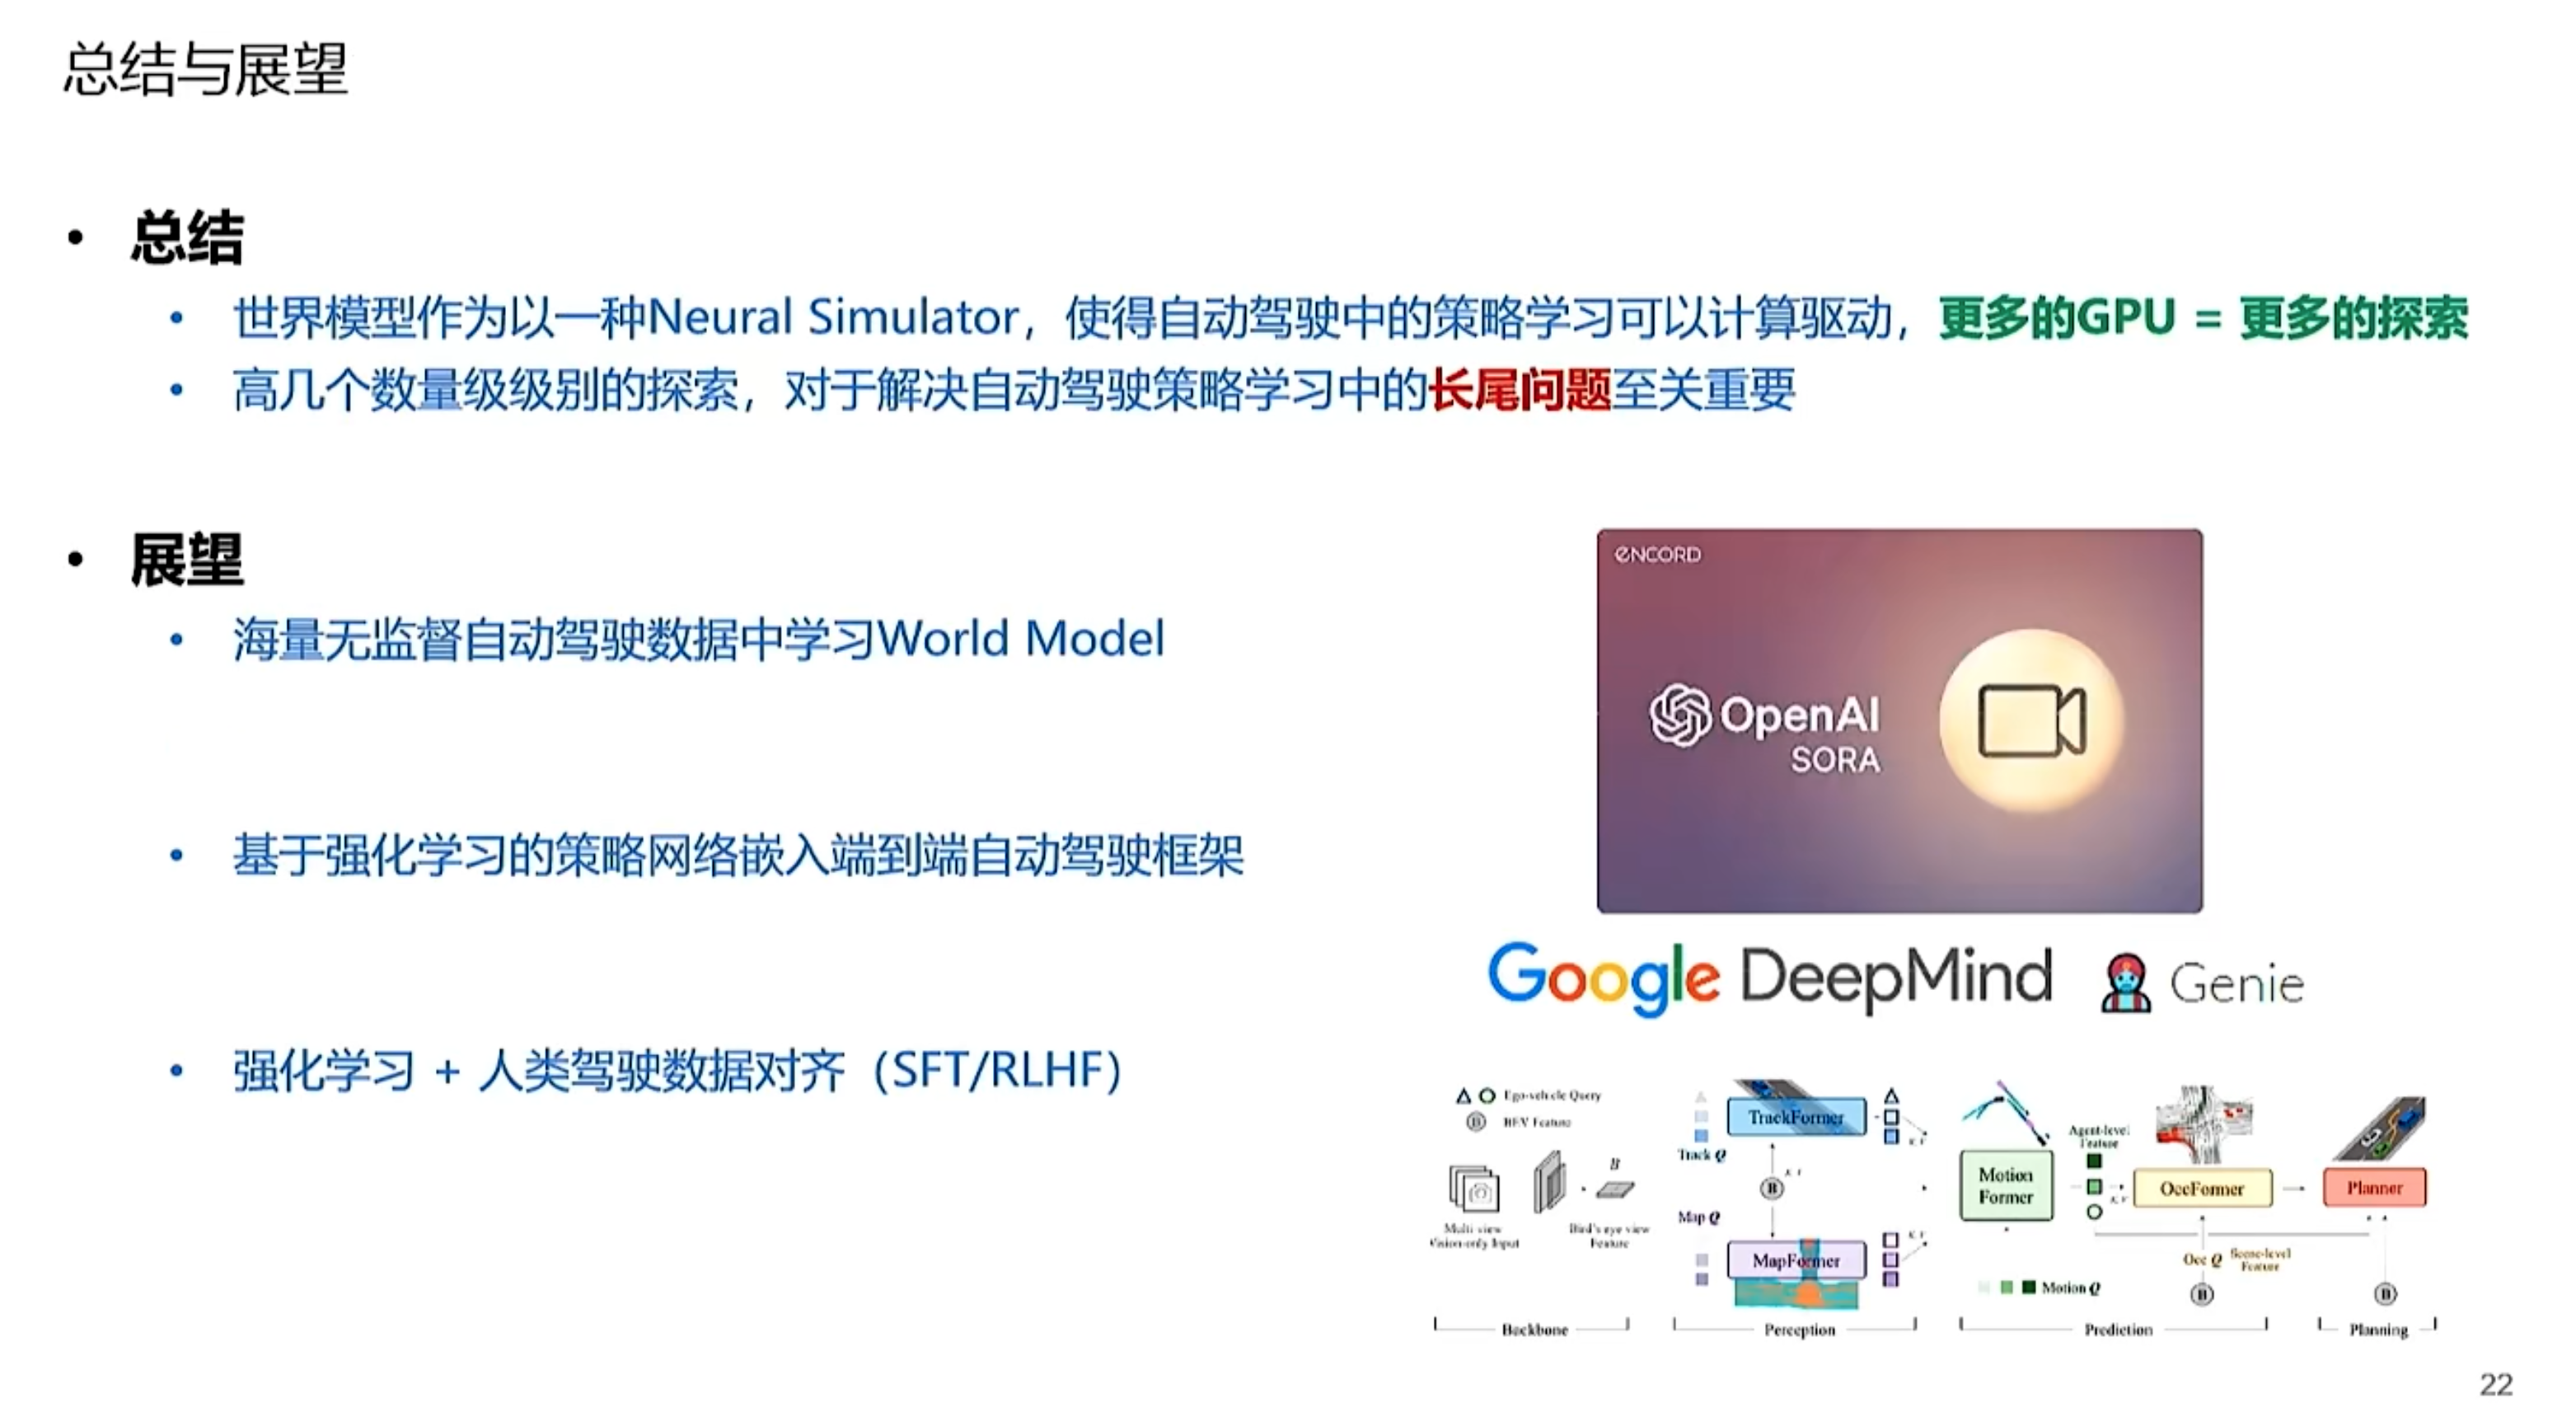 总结与展望
• 总结
• 世界模型作为以一种Neural Simulator，使得自动驾驶中的策略学习可以计算驱动，更多的GPU = 更多的探索
• 高几个数量级级别的探索，对于解决自动驾驶策略学习中的长尾问题至关重要
• 展望
• 海量无监督自动驾驶数据中学习World Model
• 基于强化学习的策略网络嵌入端到端自动驾驶框架
• 强化学习 + 人类驾驶数据对齐（SFT/RLHF）
ENCORD
OpenAI
SORA
Google DeepMind
Genie
Ego-vehicle Query
B
BEV Feature
B
Multi-view
Vision-only Input
Bird's eye view
Feature
Backbone
TrackFormer
K, V
Track Q
K, V
B
Map Q
K, V
MapFormer
Perception
Motion
Former
Agent-level
Feature
K, V
OccFormer
Planner
Occ Q
Scene-level
Feature
Motion Q
B
B
Prediction
Planning
22